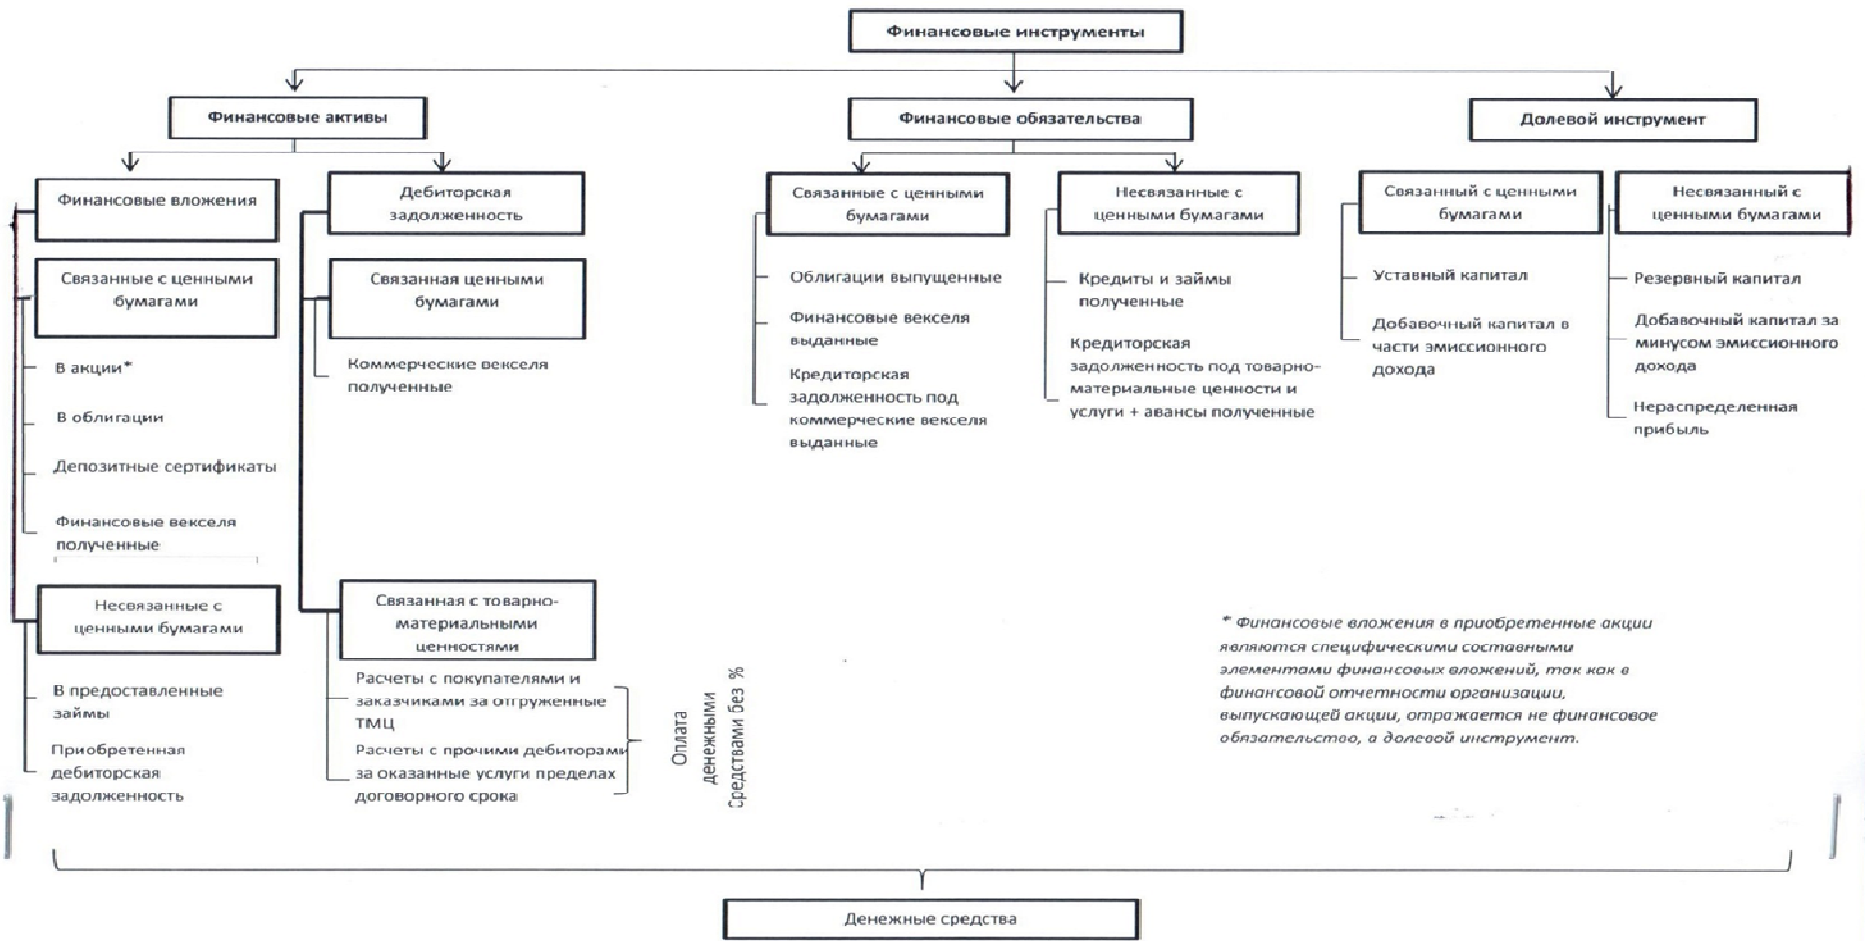 Финансовые инструменты
Финансовые активы
Финансовые обязательства
Долевой инструмент
Финансовые вложения
Связанные с ценными
бумагами
В акции*
В облигации
Депозитные сертификаты
Финансовые векселя
полученные
Несвязанные с
ценными бумагами
В предоставленные
займы
Приобретенная
дебиторская
задолженность
Дебиторская
задолженность
Связанная ценными
бумагами
Коммерческие векселя
полученные
Связанная с товарно-
материальными
ценностями
Расчеты с покупателями и
заказчиками за отгруженные
ТМЦ
Расчеты с прочими дебиторами
за оказанные услуги пределах
договорного срока
Оплата
денежными
средствами без %
Связанные с ценными
бумагами
Облигации выпущенные
Финансовые векселя
выданные
Кредиторская
задолженность под
коммерческие векселя
выданные
Несвязанные с
ценными бумагами
Кредиты и займы
полученные
Кредиторская
задолженность под товарно-
материальные ценности и
услуги + авансы полученные
Связанный с ценными
бумагами
Уставный капитал
Добавочный капитал в
части эмиссионного
дохода
Несвязанный с
ценными бумагами
Резервный капитал
Добавочный капитал за
минусом эмиссионного
дохода
Нераспределенная
прибыль
* Финансовые вложения в приобретенные акции
являются специфическими составными
элементами финансовых вложений, так как в
финансовой отчетности организации,
выпускающей акции, отражается не финансовое
обязательство, а долевой инструмент.
Денежные средства